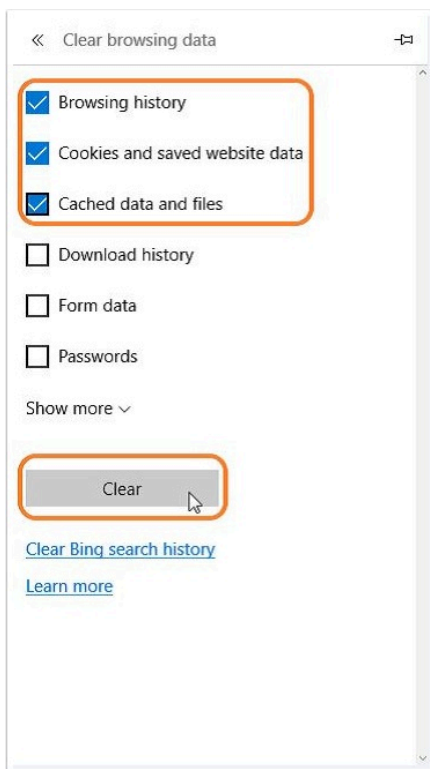 Clear browsing data
Browsing history
Cookies and saved website data
Cached data and files
Download history
Form data
Passwords
Show more
Clear
Clear Bing search history
Learn more